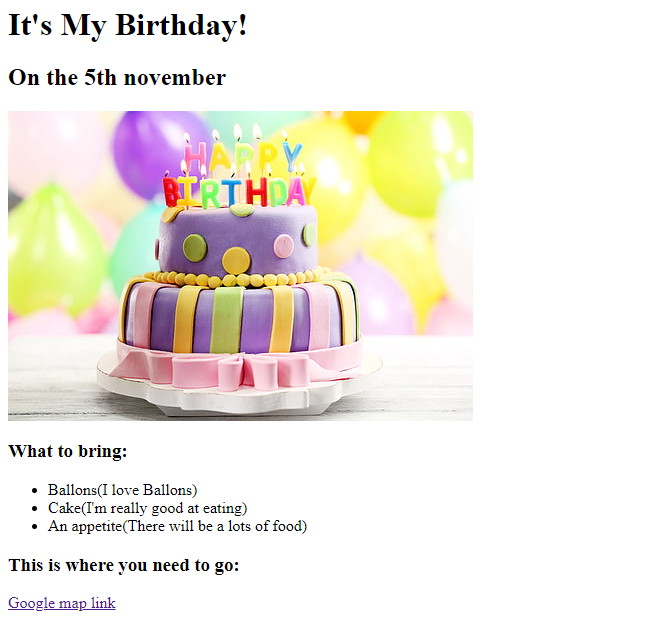 It's My Birthday!
On the 5th november
HAPPY
BIRTHDAY
What to bring:
Ballons(I love Ballons)
Cake(I'm really good at eating)
An appetite(There will be a lots of food)
This is where you need to go:
Google map link